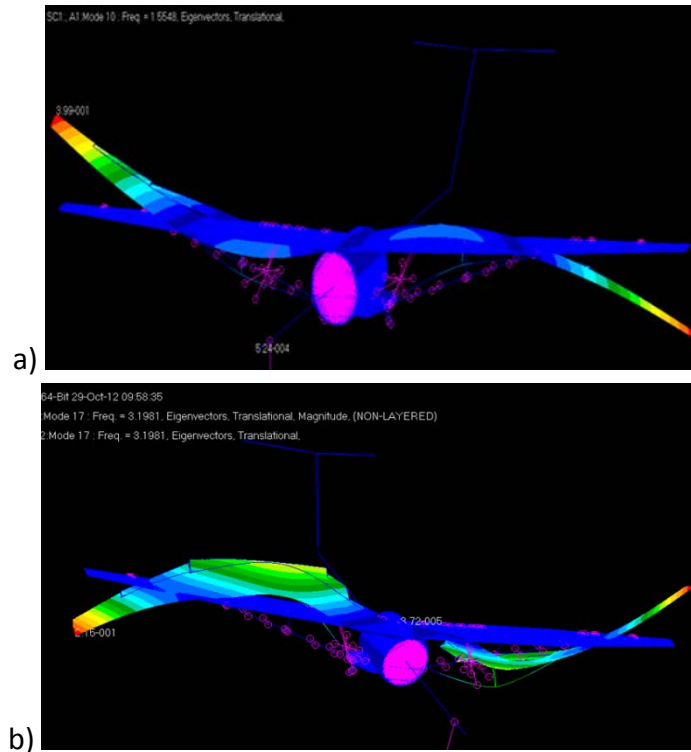 SC1:, A1:Mode 10 : Freq. = 1.5548, Eigenvectors, Translational,
3.99-001
5.24-004
a)
64-Bit 29-Oct-12 09:58:35
:Mode 17 : Freq. = 3.1981, Eigenvectors, Translational, Magnitude, (NON-LAYERED)
2:Mode 17 : Freq. = 3.1981, Eigenvectors, Translational,
3.72-005
b)